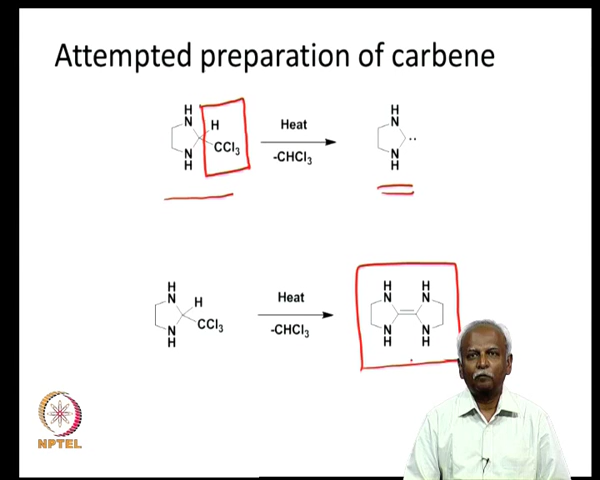 Attempted preparation of carbene
H
N
H
CCl3
N
H
Heat
-CHCl3
H
N
N
H
H
N
H
CCl3
N
H
Heat
-CHCl3
H H
N N
N N
H H
NPTEL